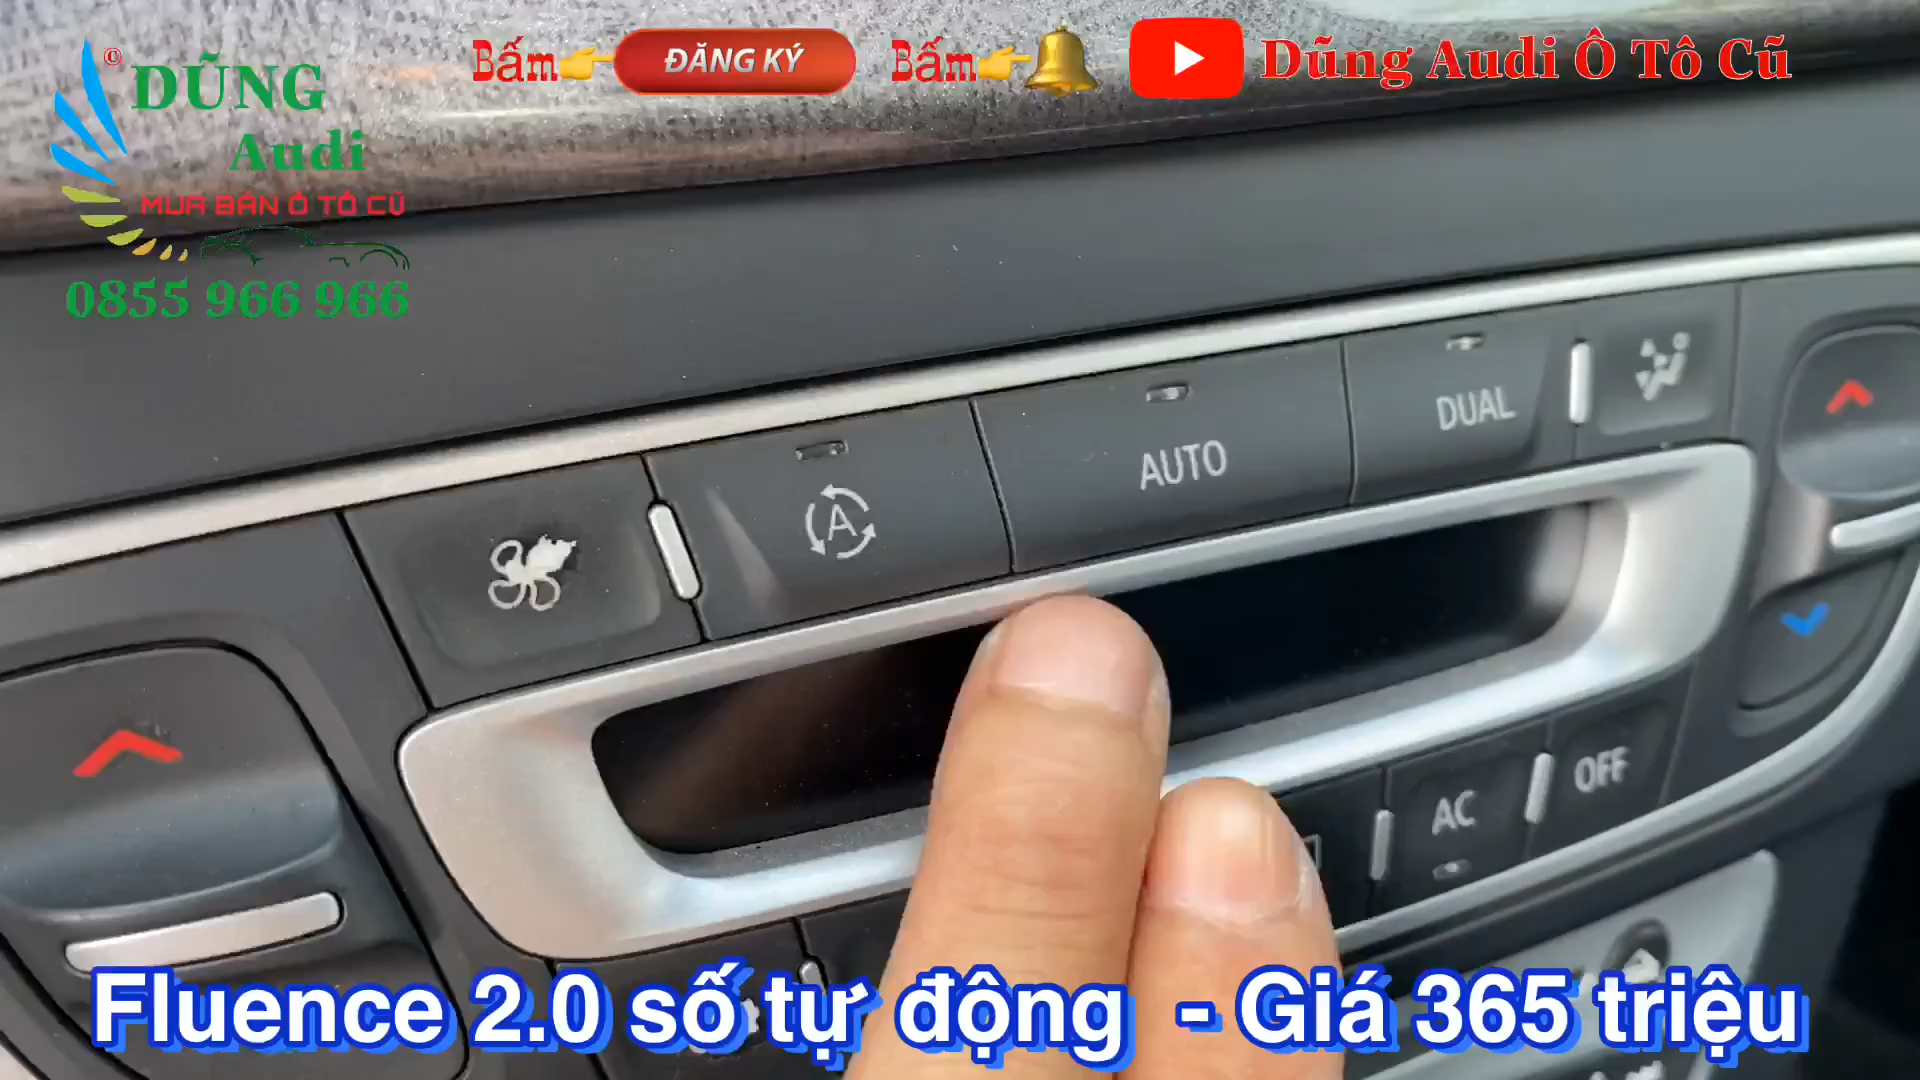 © DŨNG
Audi
MUA BÁN Ô TÔ CŨ
0855 966 966
Bấm ĐĂNG KÝ Bấm Dũng Audi Ô Tô Cũ
A
AUTO
DUAL
AC
OFF
Fluence 2.0 số tự động - Giá 365 triệu